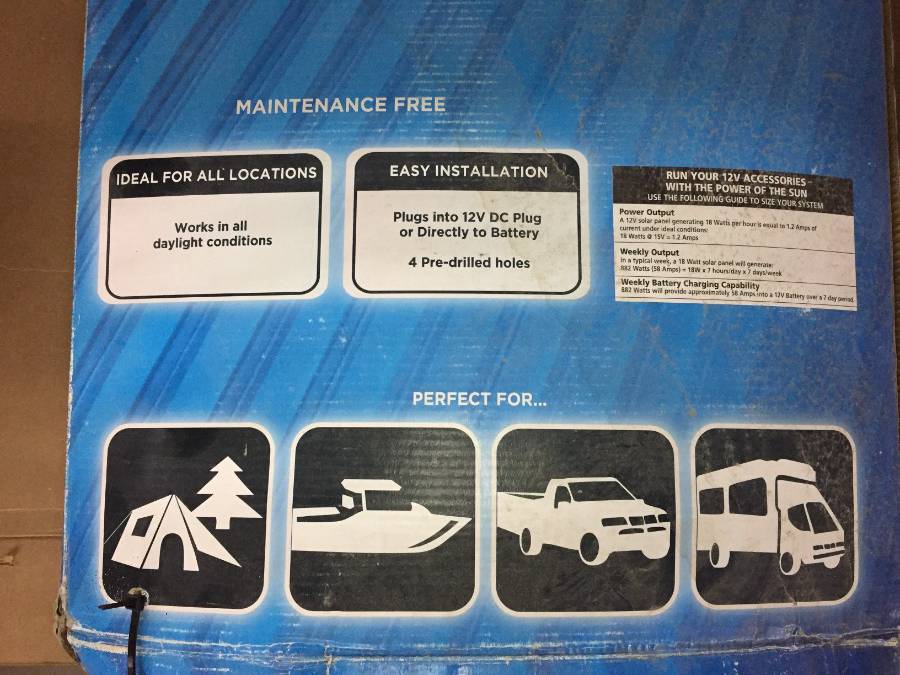 MAINTENANCE FREE
IDEAL FOR ALL LOCATIONS
Works in all
daylight conditions
EASY INSTALLATION
Plugs into 12V DC Plug
or Directly to Battery
4 Pre-drilled holes
RUN YOUR 12V ACCESSORIES
WITH THE POWER OF THE SUN
USE THE FOLLOWING GUIDE TO SIZE YOUR SYSTEM
Power Output
A 12V solar panel generating 18 Watts per hour is equal to 1.2 Amps of
current under ideal conditions:
18 Watts @ 15V = 1.2 Amps
Weekly Output
In a typical week, a 18 Watt solar panel will generate:
882 Watts (58 Amps) = 18W x 7 hours/day x 7 days/week
Weekly Battery Charging Capability
882 Watts will provide approximately 58 Amps into a 12V Battery over a 7 day period.
PERFECT FOR...